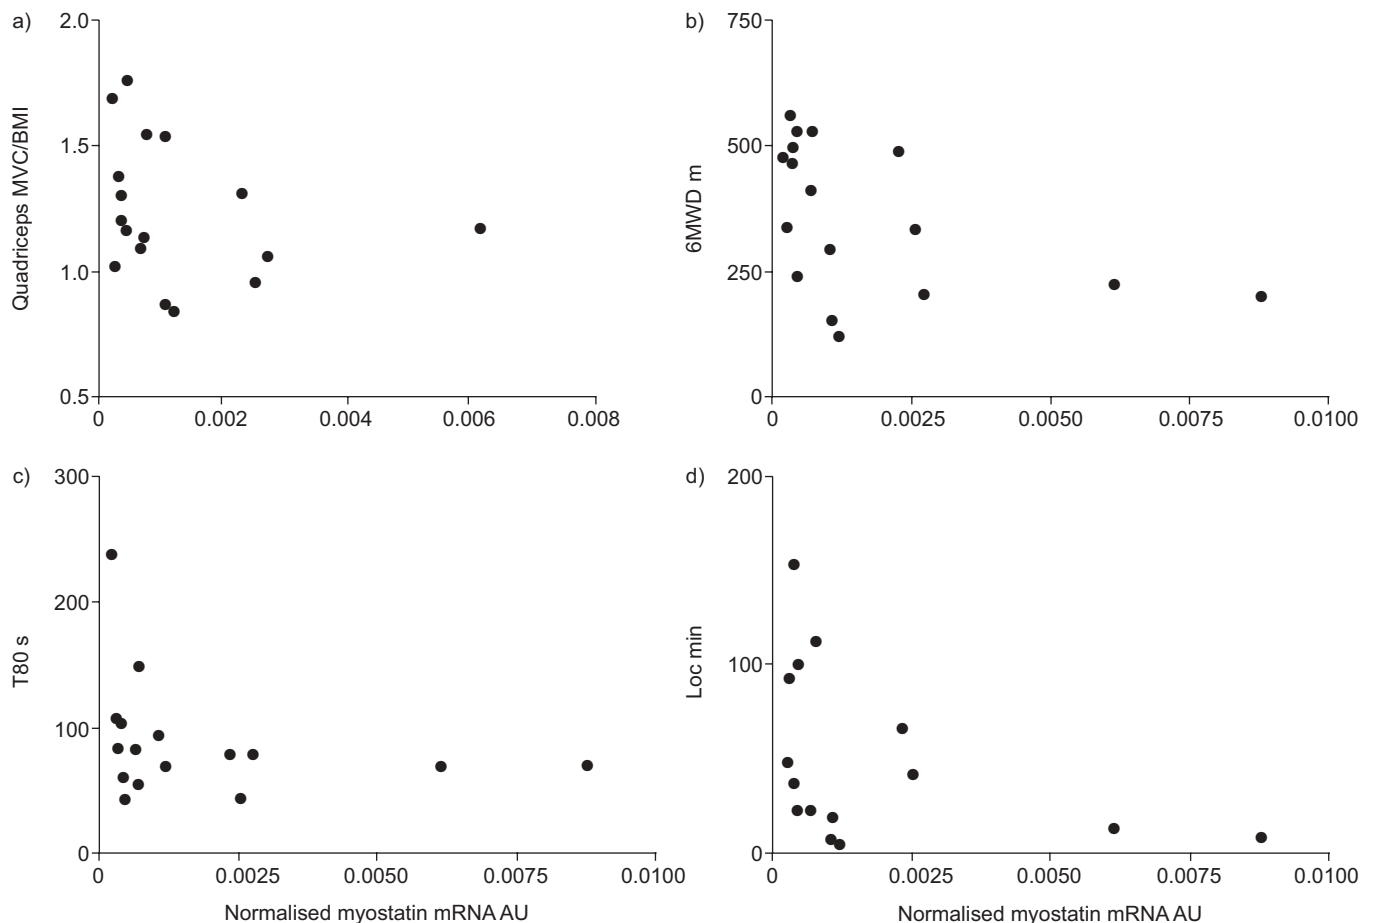 a)
2.0
1.5
1.0
0.5
Quadriceps MVC/BMI
0 0.002 0.004 0.006 0.008
b)
750
500
250
0
6MWD m
0 0.0025 0.0050 0.0075 0.0100
c)
300
200
100
0
T80 s
0 0.0025 0.0050 0.0075 0.0100
Normalised myostatin mRNA AU
d)
200
100
0
Loc min
0 0.0025 0.0050 0.0075 0.0100
Normalised myostatin mRNA AU